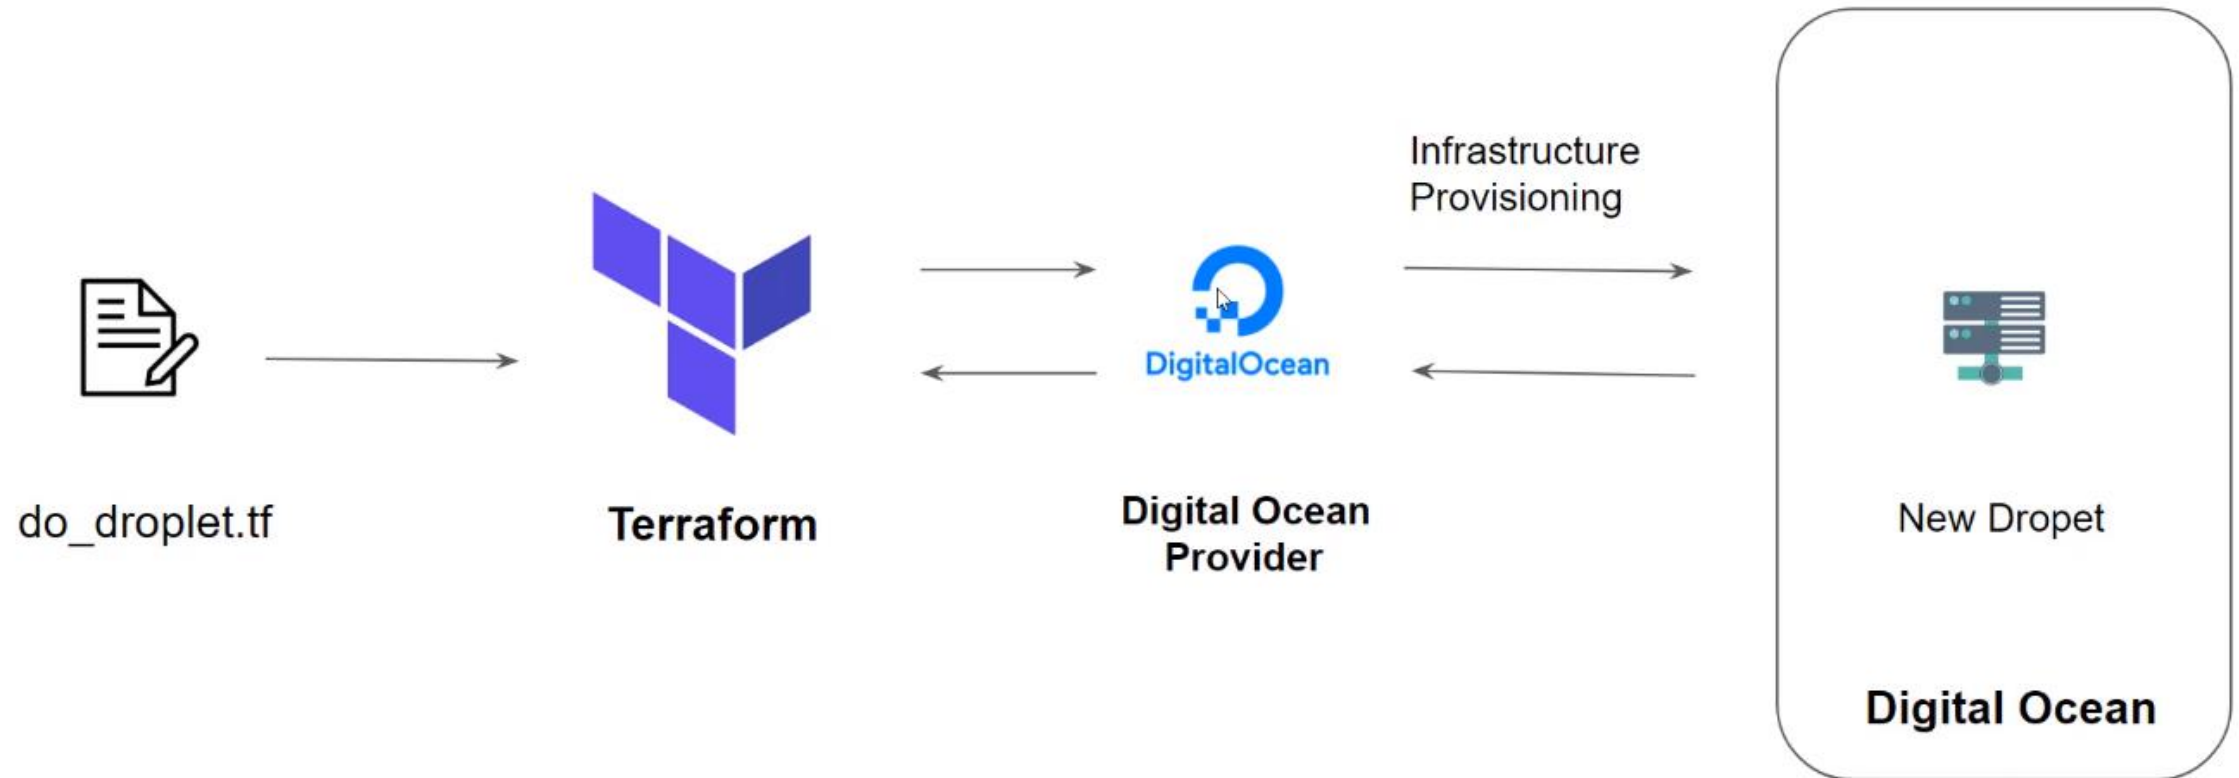 Infrastructure
Provisioning
DigitalOcean
do_droplet.tf
Terraform
Digital Ocean
Provider
New Dropet
Digital Ocean